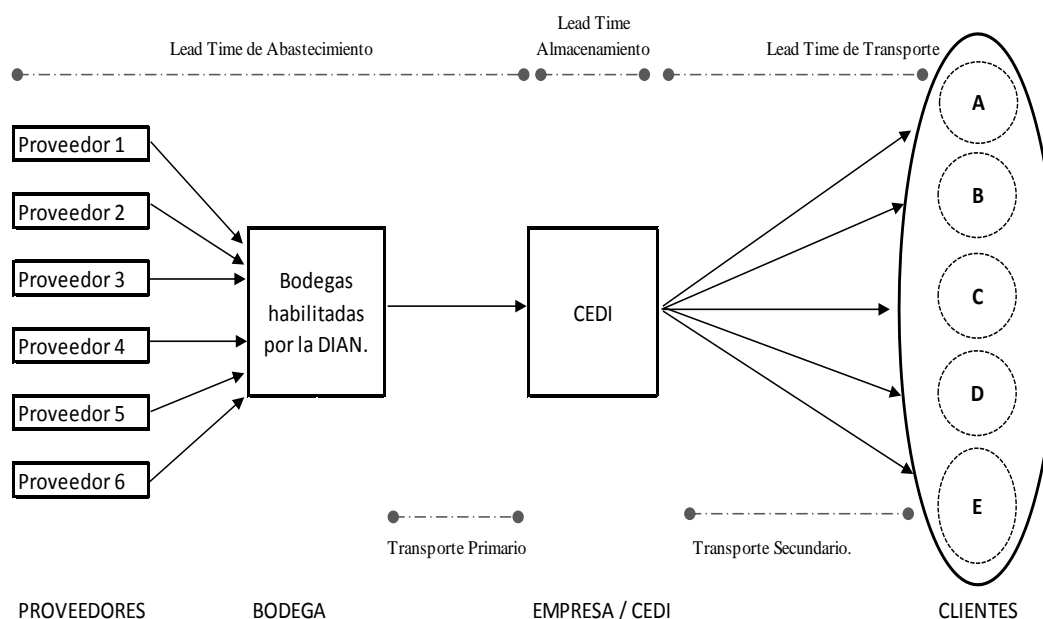 Lead Time de Abastecimiento
Lead Time
Almacenamiento
Lead Time de Transporte
Proveedor 1
Proveedor 2
Proveedor 3
Proveedor 4
Proveedor 5
Proveedor 6
Bodegas
habilitadas
por la DIAN.
CEDI
A
B
C
D
E
Transporte Primario
Transporte Secundario.
PROVEEDORES
BODEGA
EMPRESA / CEDI
CLIENTES